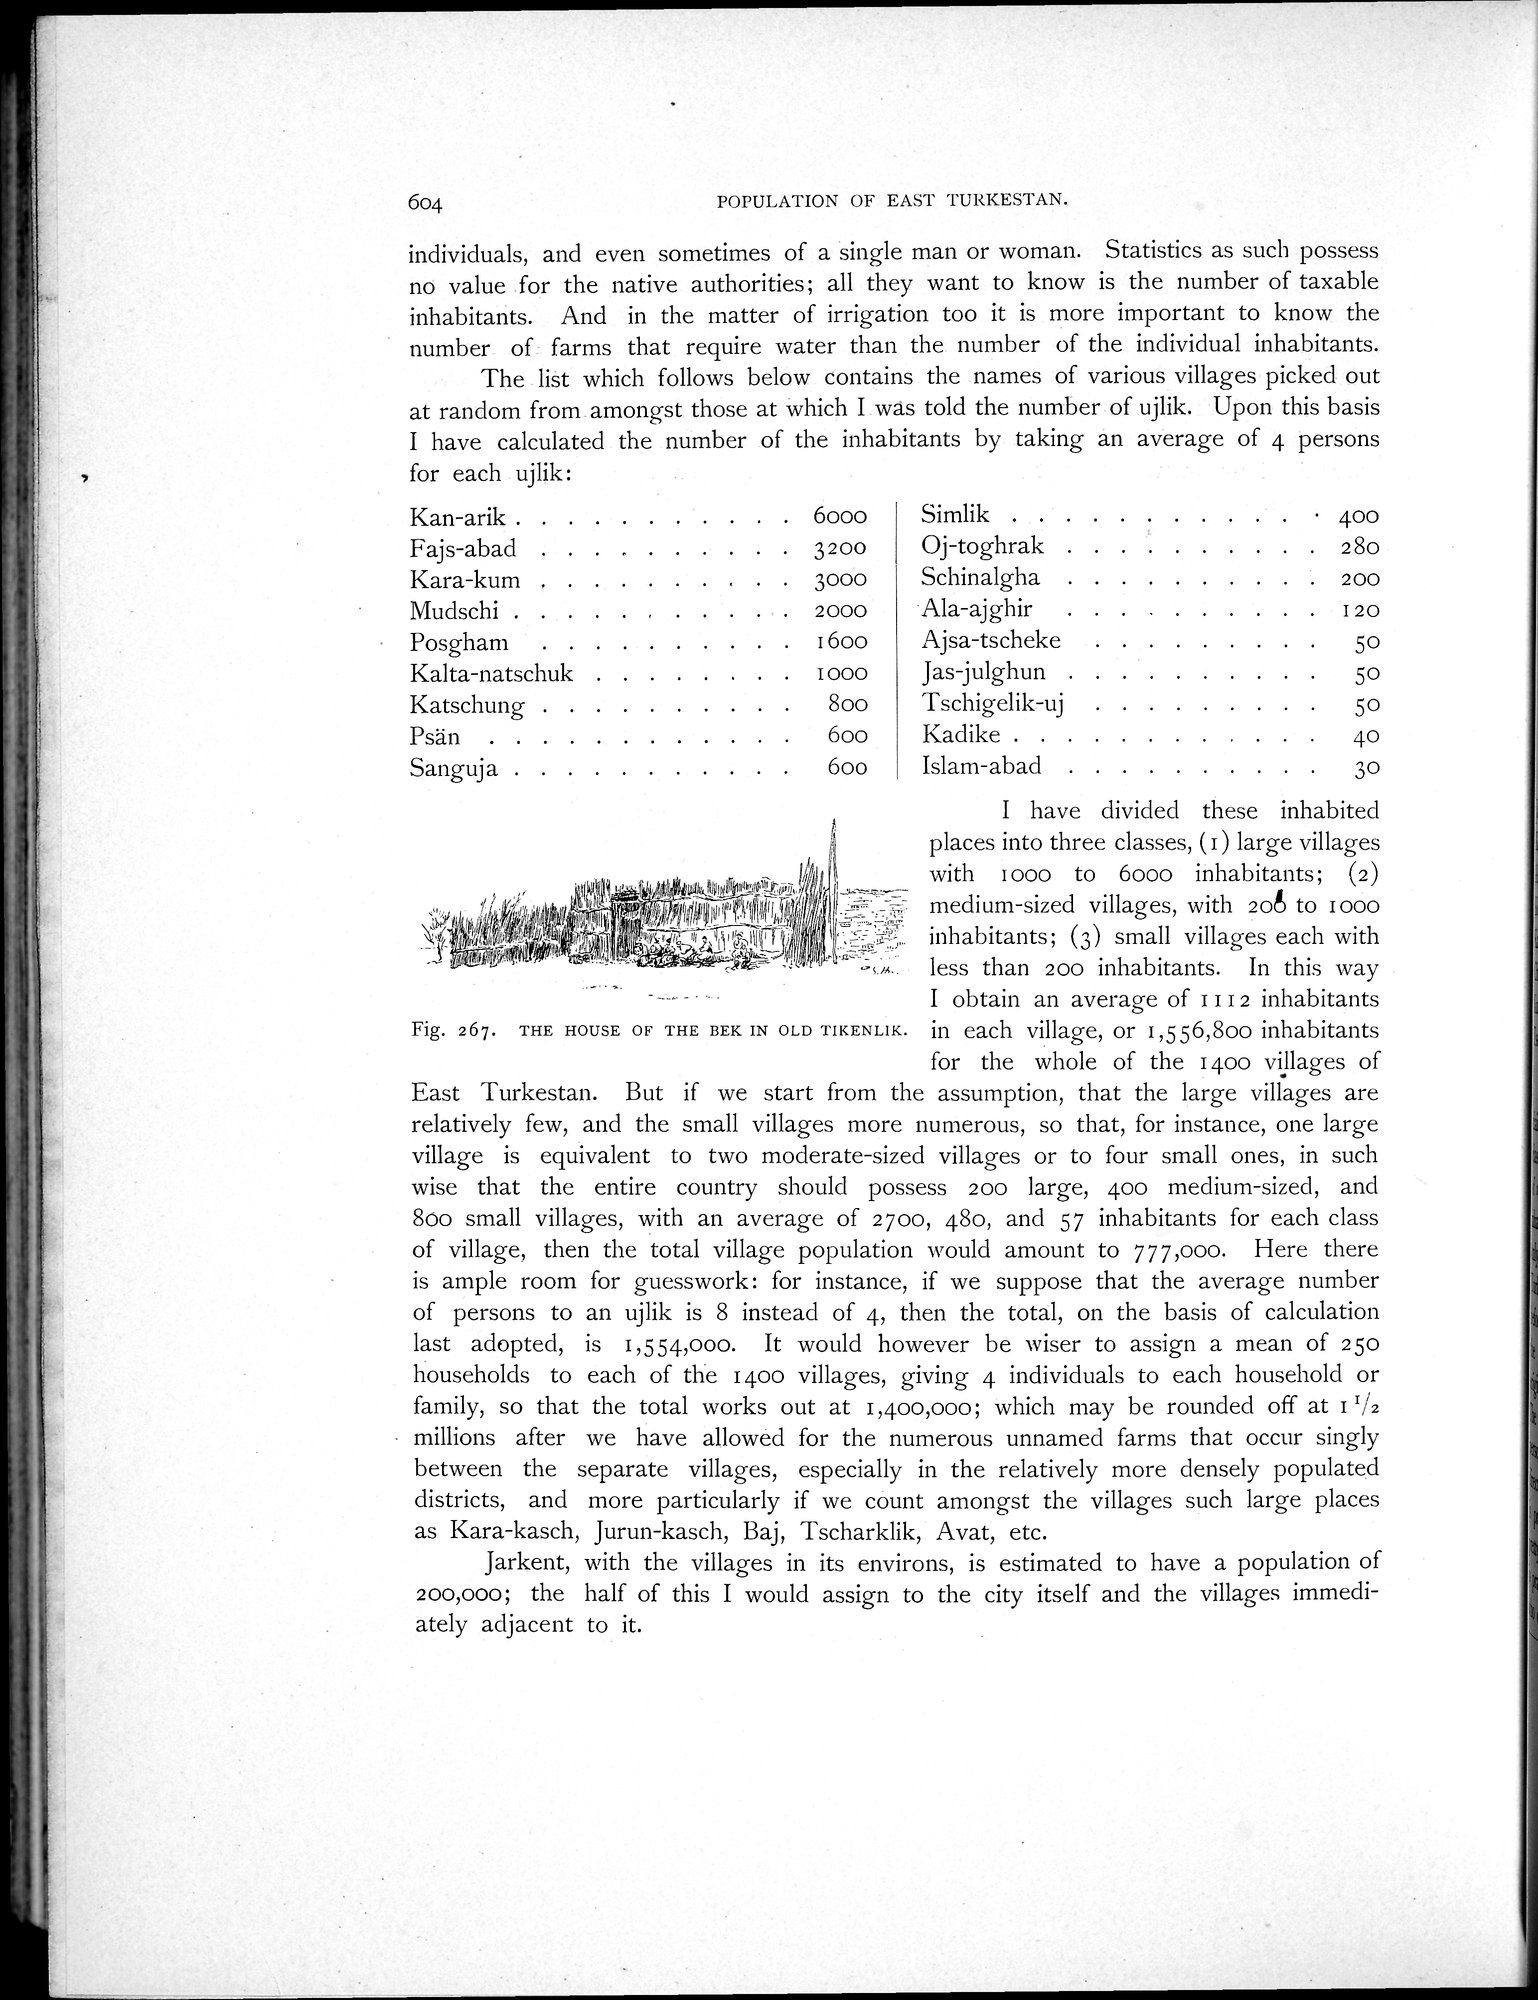 604 POPULATION OF EAST TURKESTAN.
individuals, and even sometimes of a single man or woman. Statistics as such possess
no value for the native authorities; all they want to know is the number of taxable
inhabitants. And in the matter of irrigation too it is more important to know the
number of farms that require water than the number of the individual inhabitants.
The list which follows below contains the names of various villages picked out
at random from amongst those at which I was told the number of ujlik. Upon this basis
I have calculated the number of the inhabitants by taking an average of 4 persons
for each ujlik:
Kan-arik . . . . . . . . . . . 6000
Fajs-abad . . . . . . . . . . 3200
Kara-kum . . . . . . . . . . 3000
Mudschi . . . . . . . . . . . 2000
Posgham . . . . . . . . . . 1600
Kalta-natschuk . . . . . . . . 1000
Katschung . . . . . . . . . . 800
Psän . . . . . . . . . . . . 600
Sanguja . . . . . . . . . . . 600
Simlik . . . . . . . . . . . . 400
Oj-toghrak . . . . . . . . . . 280
Schinalgha . . . . . . . . . . 200
Ala-ajghir . . . . . . . . . . 120
Ajsa-tscheke . . . . . . . . . 50
Jas-julghun . . . . . . . . . . 50
Tschigelik-uj . . . . . . . . . 50
Kadike . . . . . . . . . . . . 40
Islam-abad . . . . . . . . . . 30
I have divided these inhabited
places into three classes, (1) large villages
with 1000 to 6000 inhabitants; (2)
medium-sized villages, with 200 to 1000
inhabitants; (3) small villages each with
less than 200 inhabitants. In this way
I obtain an average of 1112 inhabitants
in each village, or 1,556,800 inhabitants
for the whole of the 1400 villages of
Fig. 267. THE HOUSE OF THE BEK IN OLD TIKENLIK.
East Turkestan. But if we start from the assumption, that the large villages are
relatively few, and the small villages more numerous, so that, for instance, one large
village is equivalent to two moderate-sized villages or to four small ones, in such
wise that the entire country should possess 200 large, 400 medium-sized, and
800 small villages, with an average of 2700, 480, and 57 inhabitants for each class
of village, then the total village population would amount to 777,000. Here there
is ample room for guesswork: for instance, if we suppose that the average number
of persons to an ujlik is 8 instead of 4, then the total, on the basis of calculation
last adopted, is 1,554,000. It would however be wiser to assign a mean of 250
households to each of the 1400 villages, giving 4 individuals to each household or
family, so that the total works out at 1,400,000; which may be rounded off at 1 1/2
millions after we have allowed for the numerous unnamed farms that occur singly
between the separate villages, especially in the relatively more densely populated
districts, and more particularly if we count amongst the villages such large places
as Kara-kasch, Jurun-kasch, Baj, Tscharklik, Avat, etc.
Jarkent, with the villages in its environs, is estimated to have a population of
200,000; the half of this I would assign to the city itself and the villages immedi-
ately adjacent to it.